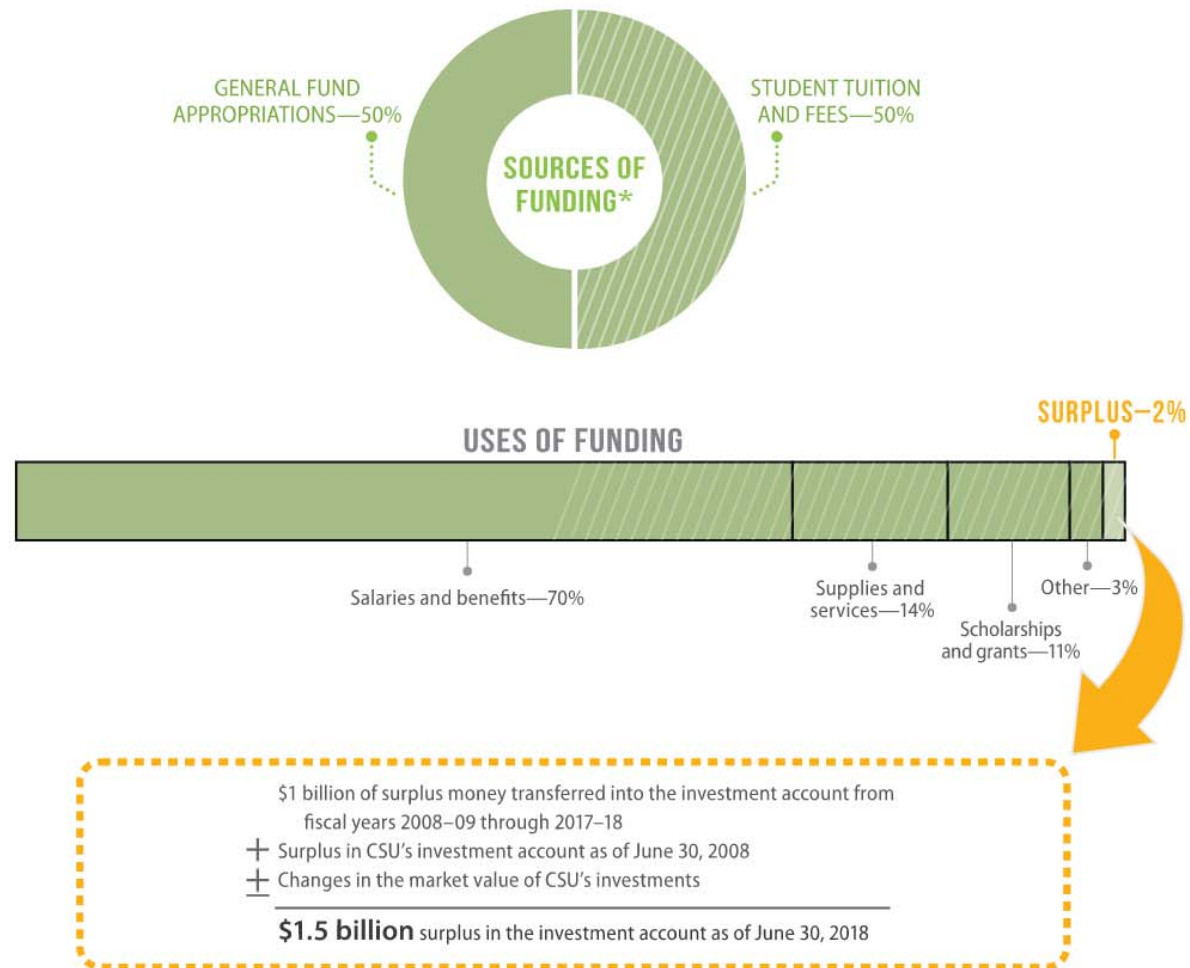 GENERAL FUND
APPROPRIATIONS—50%
STUDENT TUITION
AND FEES—50%
SOURCES OF
FUNDING*
SURPLUS—2%
USES OF FUNDING
Salaries and benefits—70%
Supplies and
services—14%
Other—3%
Scholarships
and grants—11%
$1 billion of surplus money transferred into the investment account from
fiscal years 2008–09 through 2017–18
+ Surplus in CSU's investment account as of June 30, 2008
± Changes in the market value of CSU's investments
$1.5 billion surplus in the investment account as of June 30, 2018